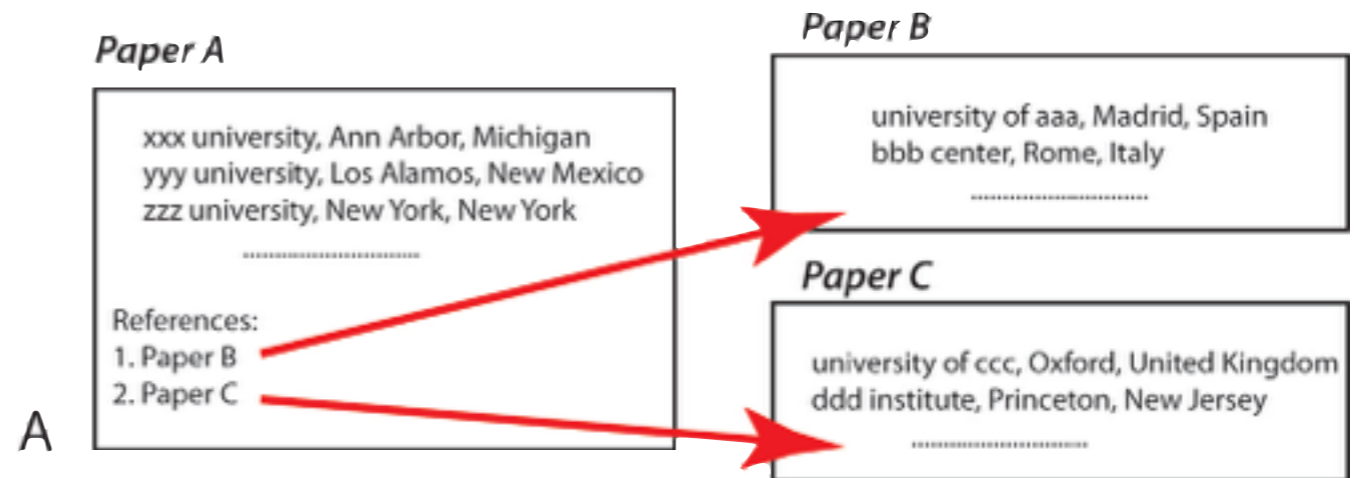 Paper A
xxx university, Ann Arbor, Michigan
yyy university, Los Alamos, New Mexico
zzz university, New York, New York
References:
1. Paper B
2. Paper C
A
Paper B
university of aaa, Madrid, Spain
bbb center, Rome, Italy
Paper C
university of ccc, Oxford, United Kingdom
ddd institute, Princeton, New Jersey